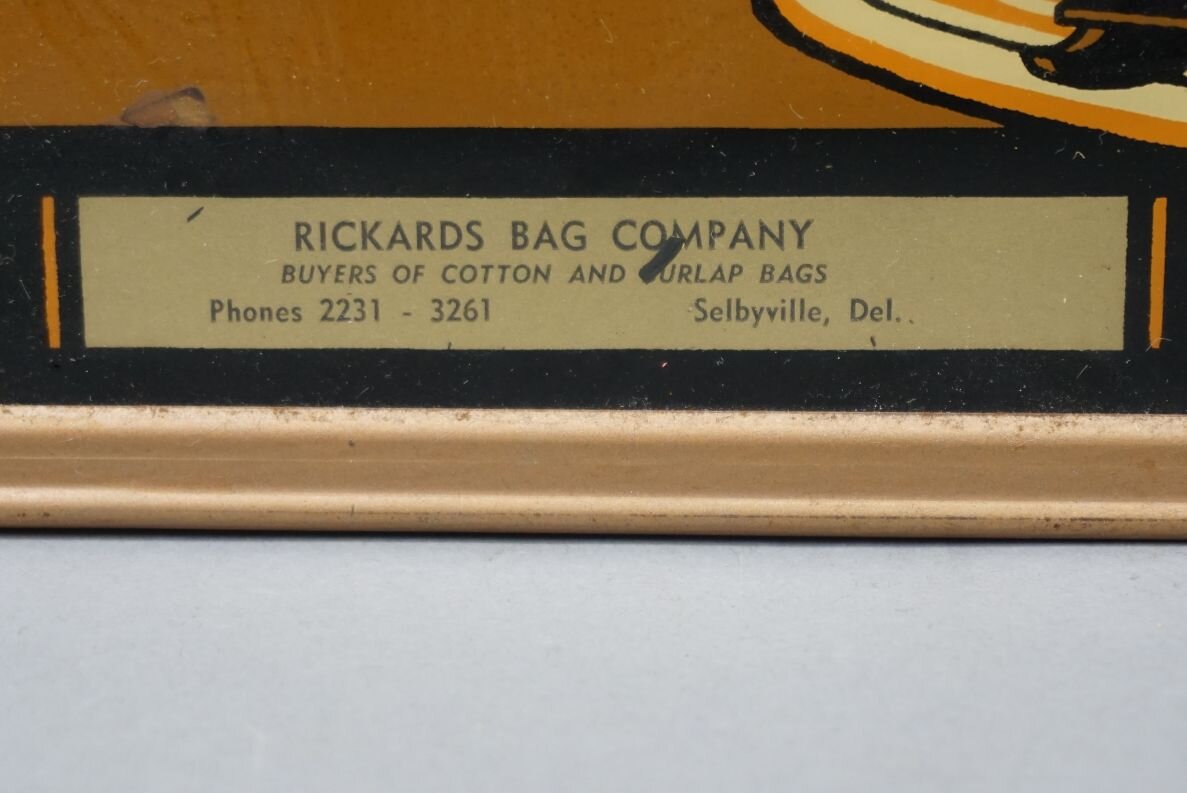 RICKARDS BAG COMPANY
BUYERS OF COTTON AND BURLAP BAGS
Phones 2231 - 3261 Selbyville, Del.